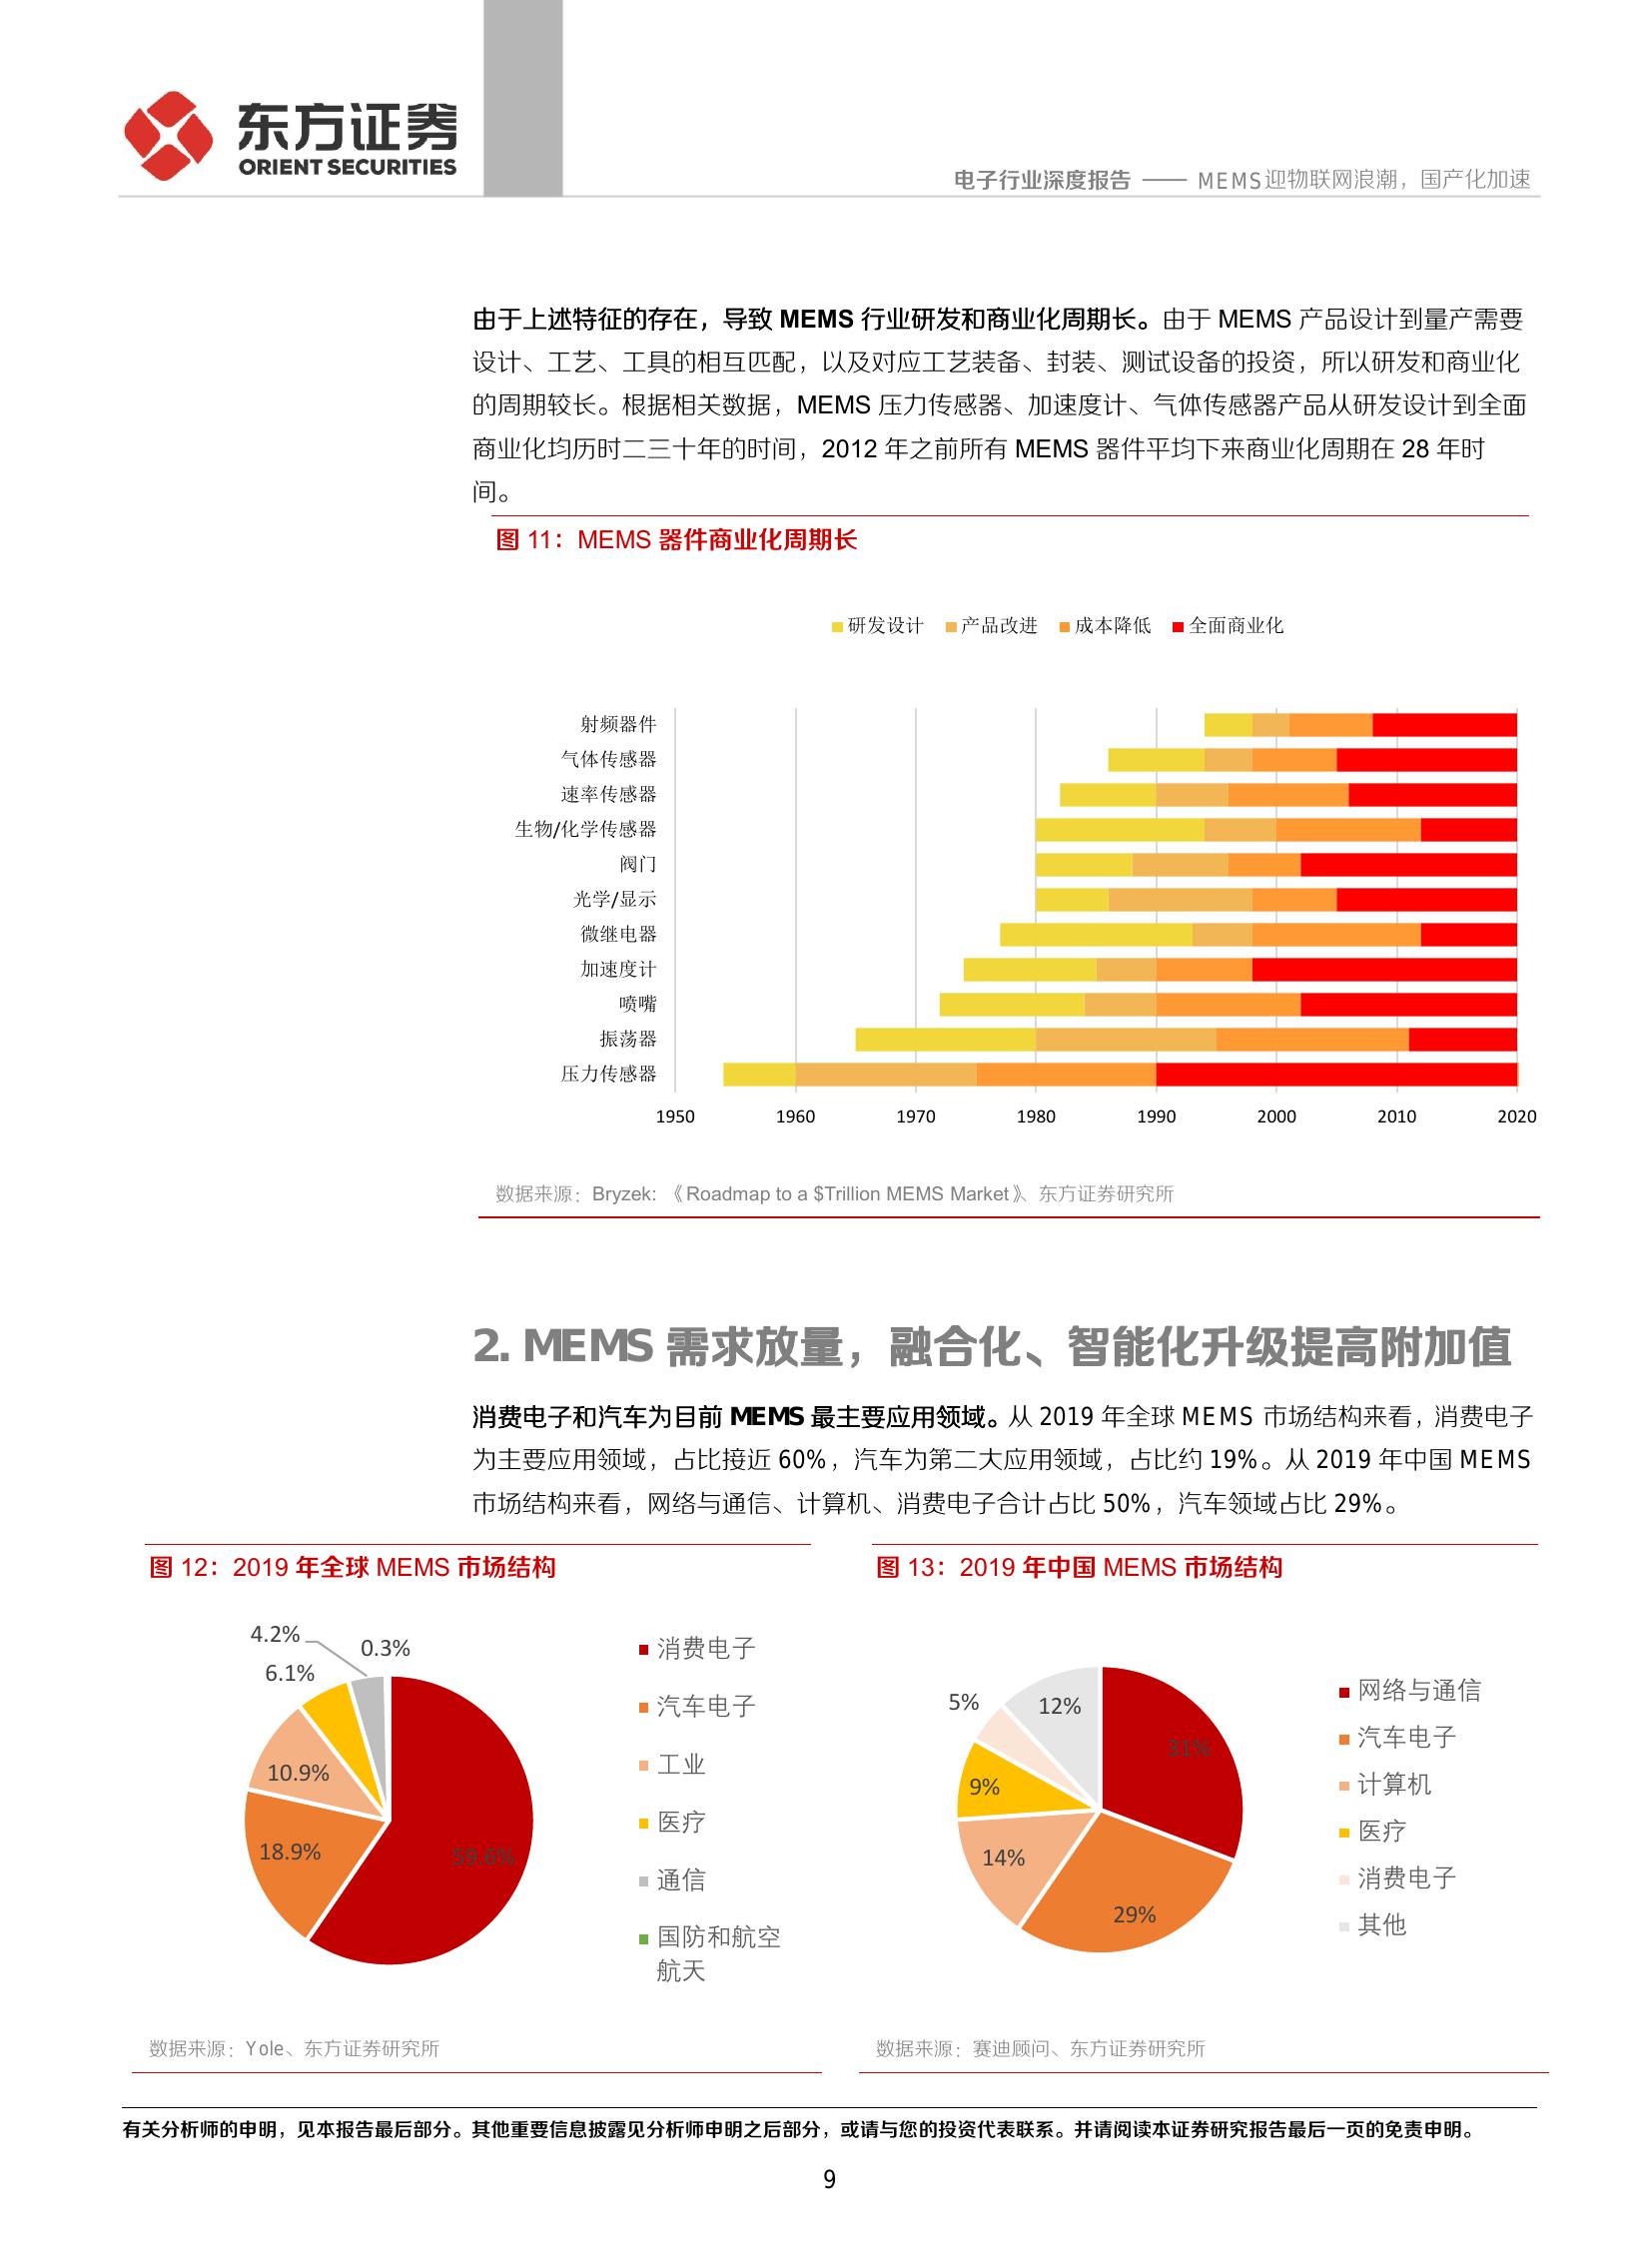 东方证券
ORIENT SECURITIES
电子行业深度报告 —— MEMS迎物联网浪潮，国产化加速
由于上述特征的存在，导致 MEMS 行业研发和商业化周期长。由于 MEMS 产品设计到量产需要
设计、工艺、工具的相互匹配，以及对应工艺装备、封装、测试设备的投资，所以研发和商业化
的周期较长。根据相关数据，MEMS 压力传感器、加速度计、气体传感器产品从研发设计到全面
商业化均历时二三十年的时间，2012 年之前所有 MEMS 器件平均下来商业化周期在 28 年时
间。
图 11：MEMS 器件商业化周期长
研发设计 产品改进 成本降低 全面商业化
射频器件
气体传感器
速率传感器
生物/化学传感器
阀门
光学/显示
微继电器
加速度计
喷嘴
振荡器
压力传感器
1950 1960 1970 1980 1990 2000 2010 2020
数据来源：Bryzek: 《Roadmap to a $Trillion MEMS Market》、东方证券研究所
2. MEMS 需求放量，融合化、智能化升级提高附加值
消费电子和汽车为目前 MEMS 最主要应用领域。从 2019 年全球 MEMS 市场结构来看，消费电子
为主要应用领域，占比接近 60%，汽车为第二大应用领域，占比约 19%。从 2019 年中国 MEMS
市场结构来看，网络与通信、计算机、消费电子合计占比 50%，汽车领域占比 29%。
图 12：2019 年全球 MEMS 市场结构
4.2%
0.3%
6.1%
10.9%
18.9%
59.6%
消费电子
汽车电子
工业
医疗
通信
国防和航空
航天
数据来源：Yole、东方证券研究所
图 13：2019 年中国 MEMS 市场结构
5%
12%
31%
9%
14%
29%
网络与通信
汽车电子
计算机
医疗
消费电子
其他
数据来源：赛迪顾问、东方证券研究所
有关分析师的申明，见本报告最后部分。其他重要信息披露见分析师申明之后部分，或请与您的投资代表联系。并请阅读本证券研究报告最后一页的免责申明。
9